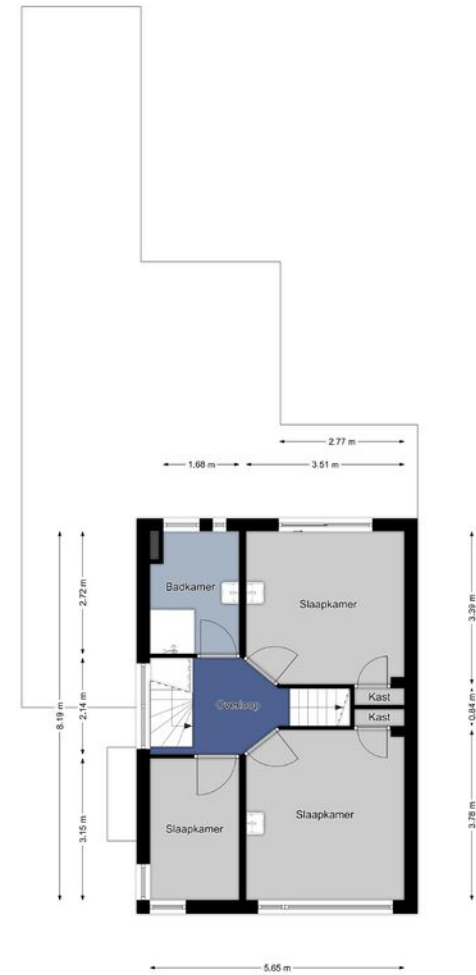 2.77 m
1.68 m
3.51 m
Badkamer
Slaapkamer
2.72 m
3.39 m
8.19 m
2.14 m
Overloop
Kast
Kast
0.84 m
3.15 m
Slaapkamer
Slaapkamer
3.78 m
5.65 m